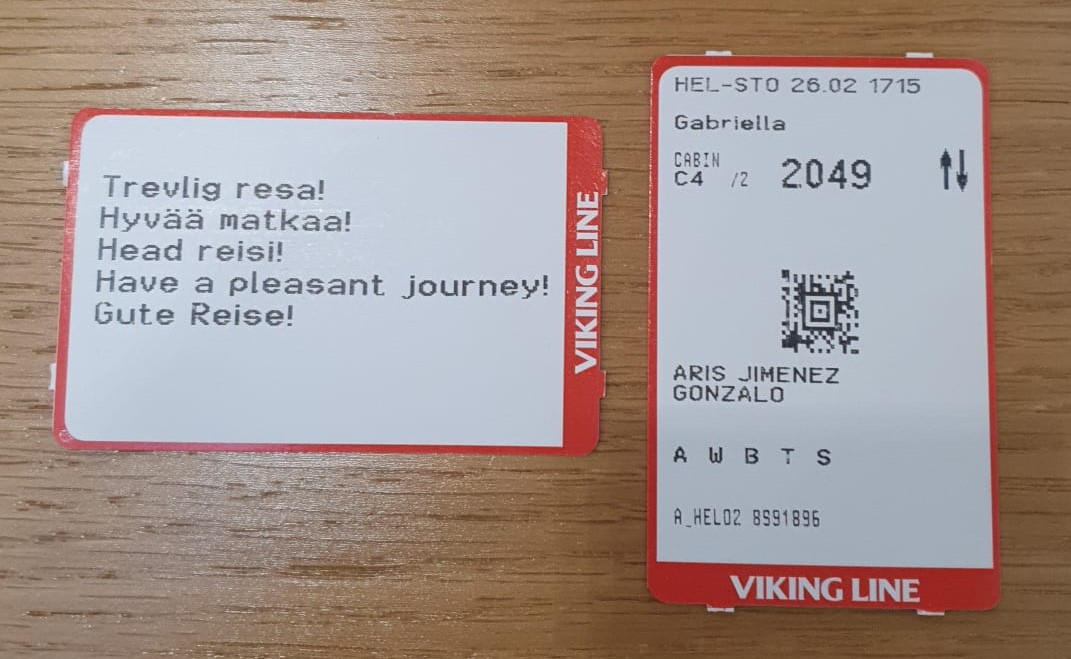 Trevlig resa!
Hyvää matkaa!
Head reisi!
Have a pleasant journey!
Gute Reise!
VIKING LINE
HEL-STO 26.02 1715
Gabriella
CABIN
C4 /2 2049
ARIS JIMENEZ
GONZALO
A W B T S
A_HEL02 8591896
VIKING LINE